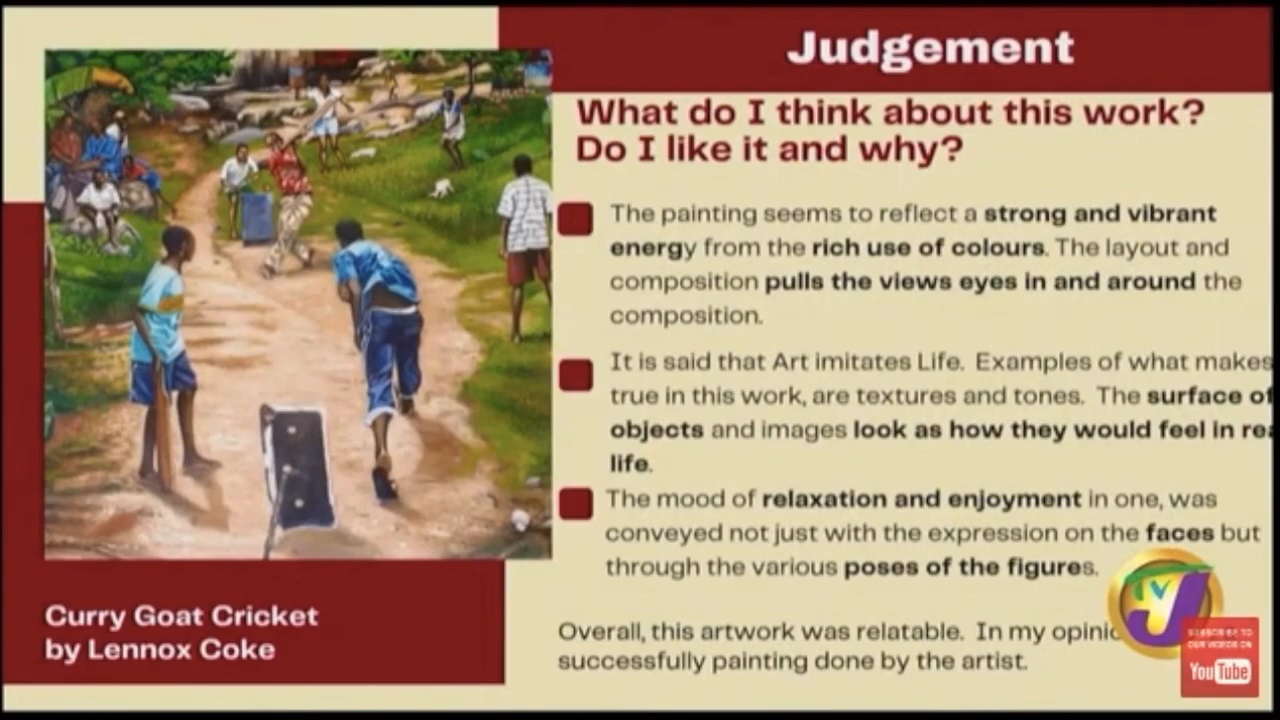 Judgement
What do I think about this work?
Do I like it and why?
The painting seems to reflect a strong and vibrant
energy from the rich use of colours. The layout and
composition pulls the views eyes in and around the
composition.
It is said that Art imitates Life. Examples of what makes
true in this work, are textures and tones. The surface of
objects and images look as how they would feel in
life.
The mood of relaxation and enjoyment in one, was
conveyed not just with the expression on the faces but
through the various poses of the figures.
Overall, this artwork was relatable. In my
successfully painting done by the artist.
Curry Goat Cricket
by Lennox Coke
TVJ
SUBSCRIBE TO
OUR VIDEOS ON
YouTube